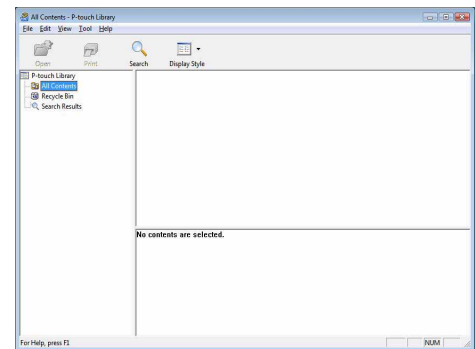 All Contents - P-touch Library
File Edit View Tool Help
Open Print Search Display Style
P-touch Library
All Contents
Recycle Bin
Search Results
No contents are selected.
For Help, press F1
NUM